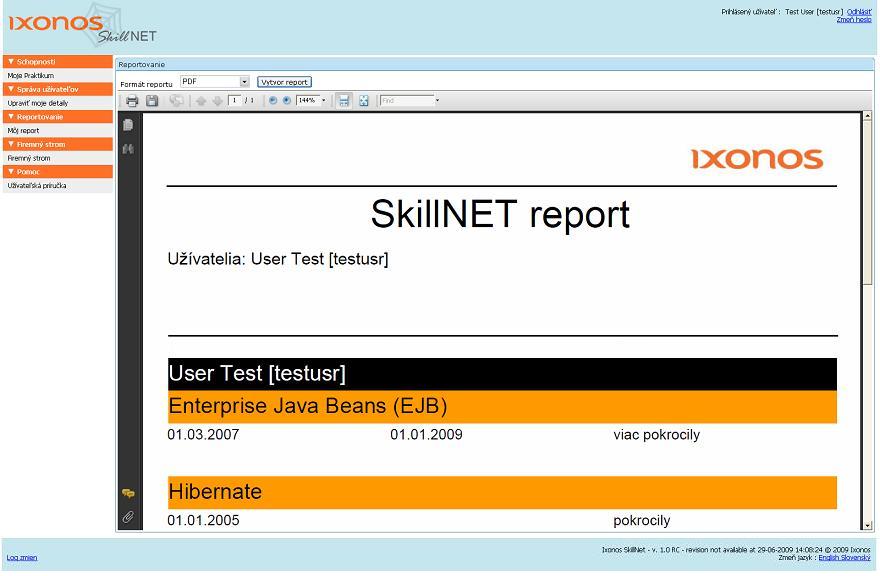 ixonos
SkillNET
Prihlásený užívateľ : Test User [testusr] Odhlásiť
Zmeň heslo
▼ Schopnosti
Moje Praktikum
▼ Správa užívateľov
Upraviť moje detaily
▼ Reportovanie
Môj report
▼ Firemný strom
Firemný strom
▼ Pomoc
Užívateľská príručka
Reportovanie
Formát reportu PDF Vytvor report
1 / 1 144% Find
ixonos
SkillNET report
Užívatelia: User Test [testusr]
User Test [testusr]
Enterprise Java Beans (EJB)
01.03.2007 01.01.2009 viac pokrocily
Hibernate
01.01.2005 pokrocily
Log zmien
Ixonos SkillNet - v. 1.0 RC - revision not available at 29-06-2009 14:08:24 @ 2009 Ixonos
Zmeň jazyk : English Slovenský